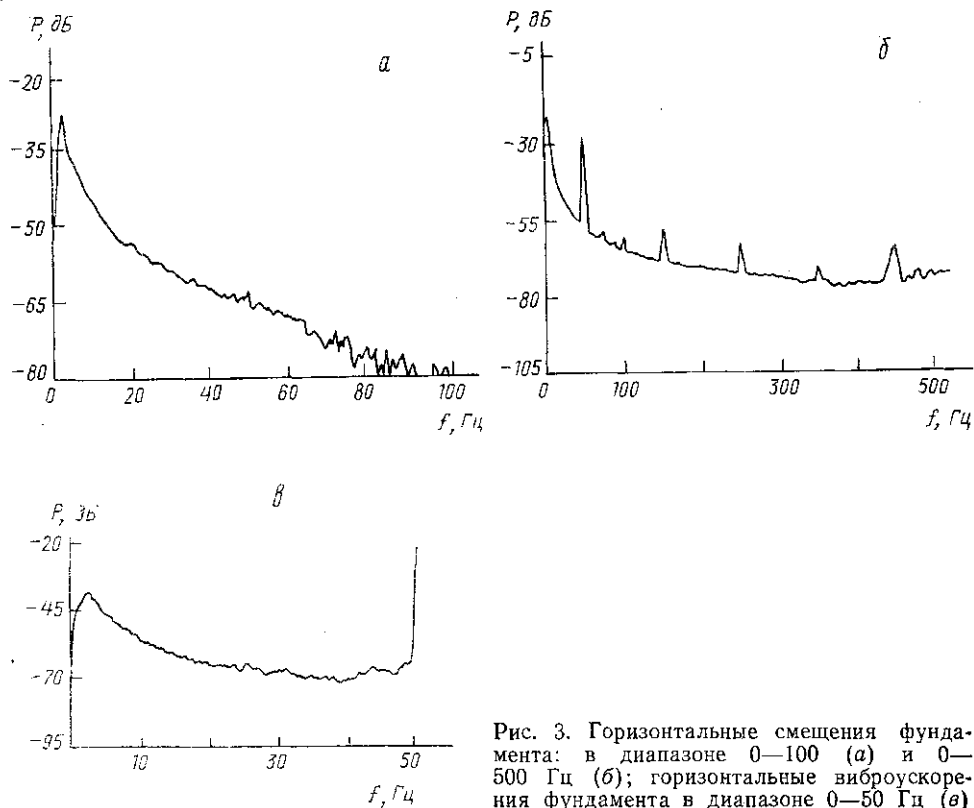 P, дБ
а
-20
-35
-50
-65
-80
0 20 40 60 80 100
f, Гц
P, дБ
б
-5
-30
-55
-80
-105
0 100 300 500
f, Гц
в
P, дБ
-20
-45
-70
-95
10 30 50
f, Гц
Рис. 3. Горизонтальные смещения фунда-
мента: в диапазоне 0—100 (а) и 0—
500 Гц (б); горизонтальные виброускоре-
ния фундамента в диапазоне 0—50 Гц (в)